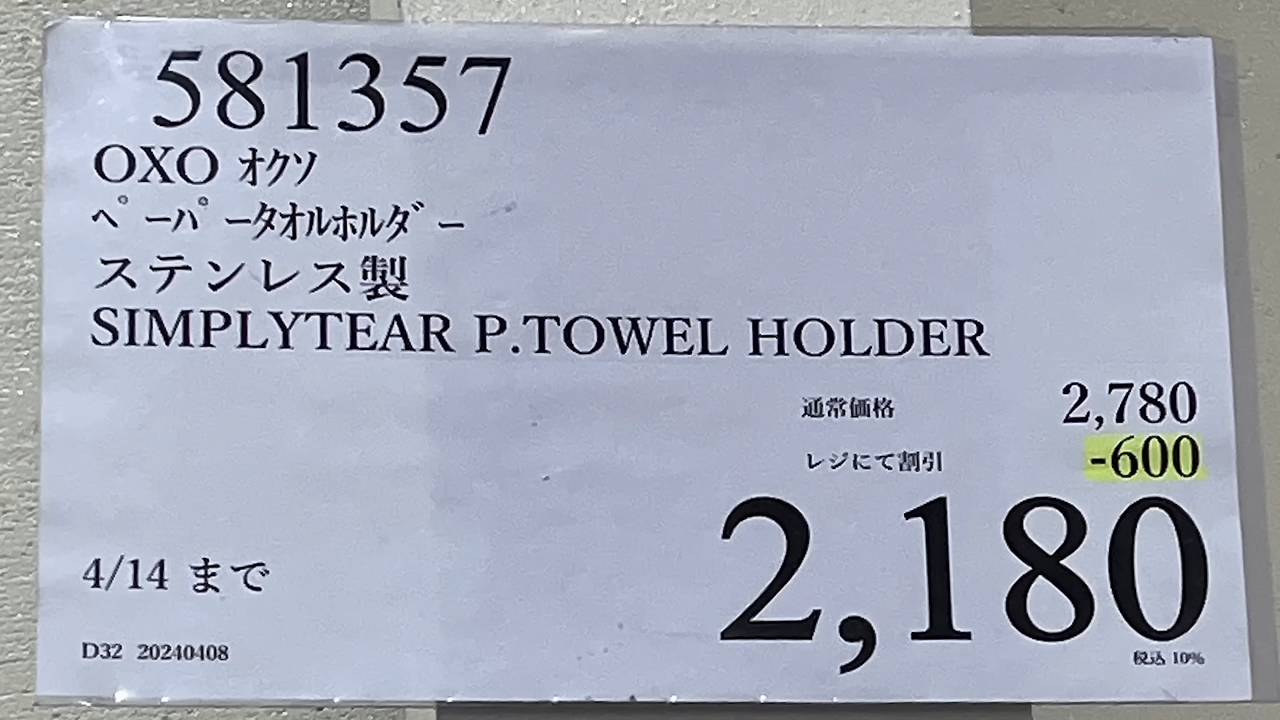 581357
OXO オクソ
ペーパータオルホルダー
ステンレス製
SIMPLYTEAR P.TOWEL HOLDER
通常価格 2,780
レジにて割引 -600
2,180
4/14 まで
税込 10%
D32 20240408